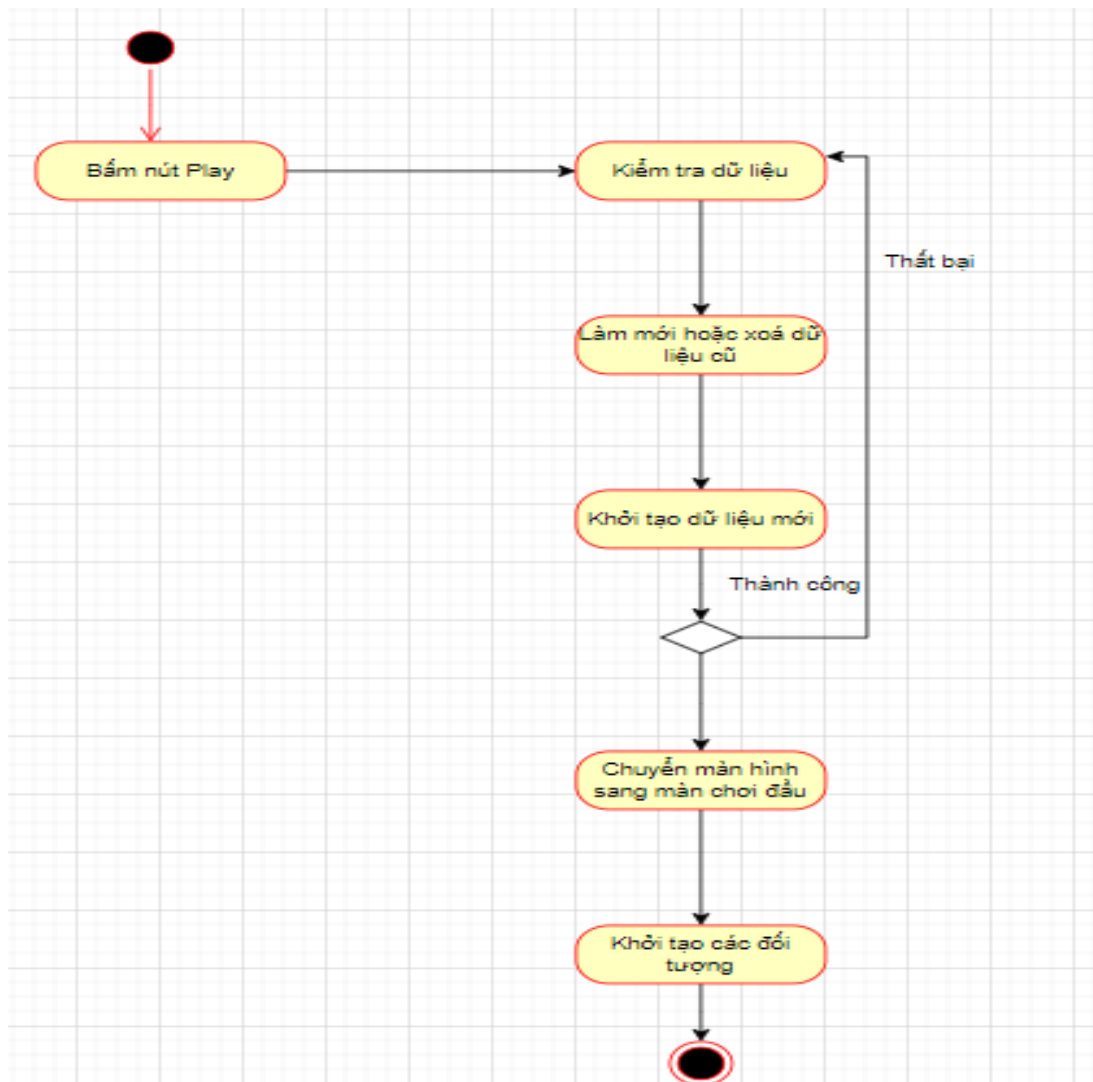 Bấm nút Play
Kiểm tra dữ liệu
Thất bại
Làm mới hoặc xoá dữ
liệu cũ
Khởi tạo dữ liệu mới
Thành công
Chuyển màn hình
sang màn chơi đầu
Khởi tạo các đối
tượng